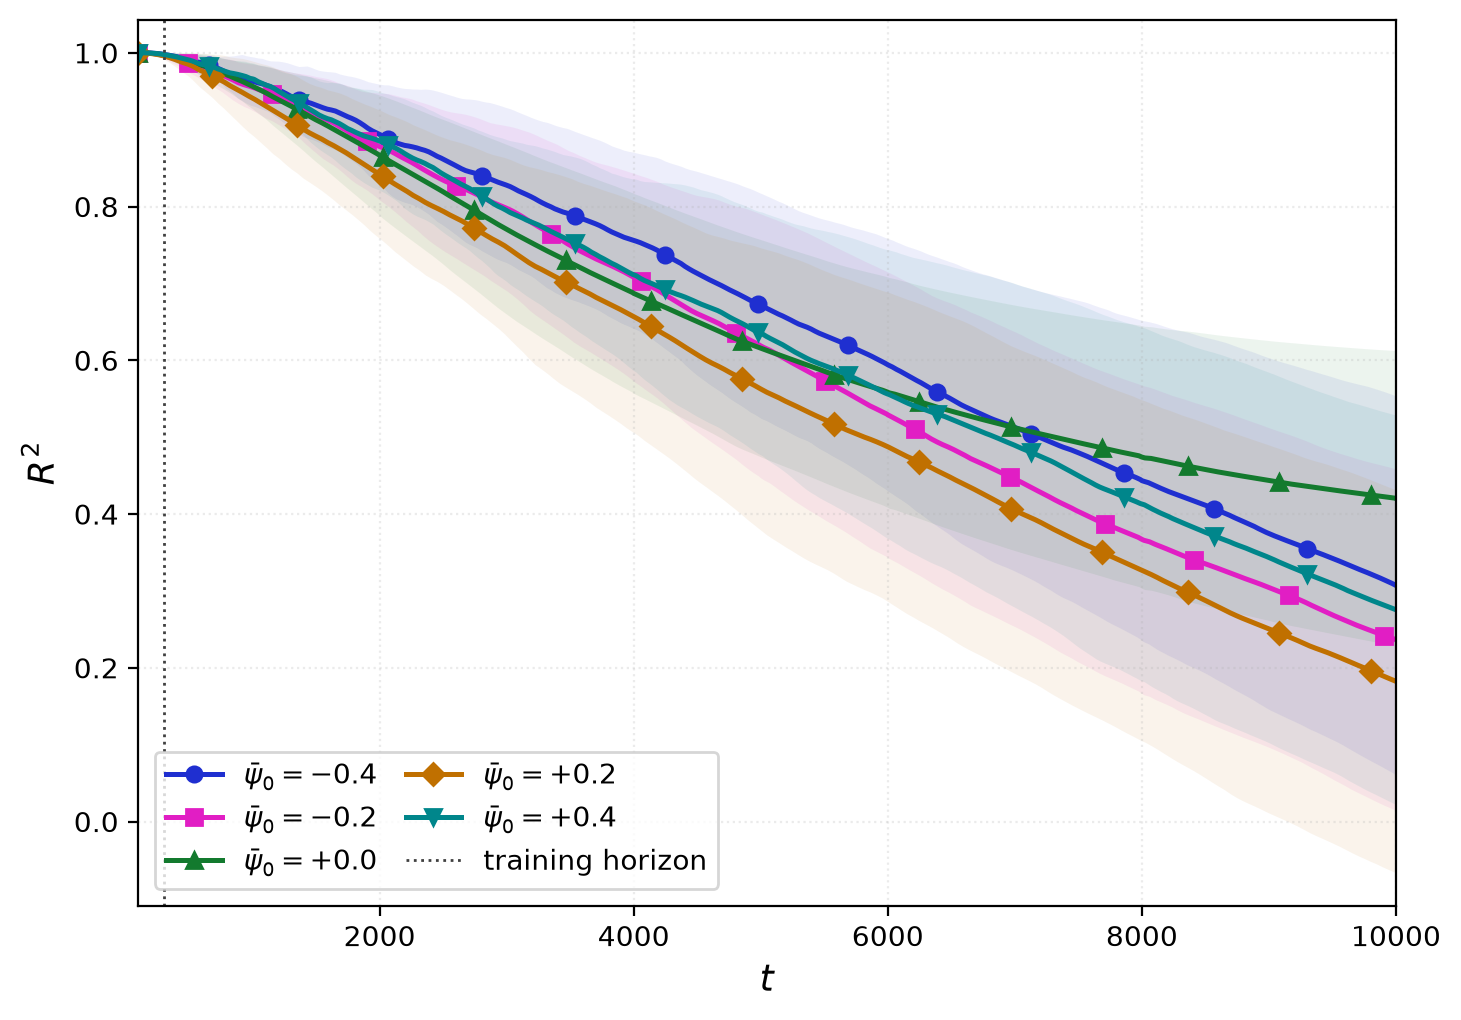 R²
1.0
0.8
0.6
0.4
0.2
0.0
ψ̄₀ = −0.4
ψ̄₀ = −0.2
ψ̄₀ = +0.0
ψ̄₀ = +0.2
ψ̄₀ = +0.4
training horizon
2000 4000 6000 8000 10000
t